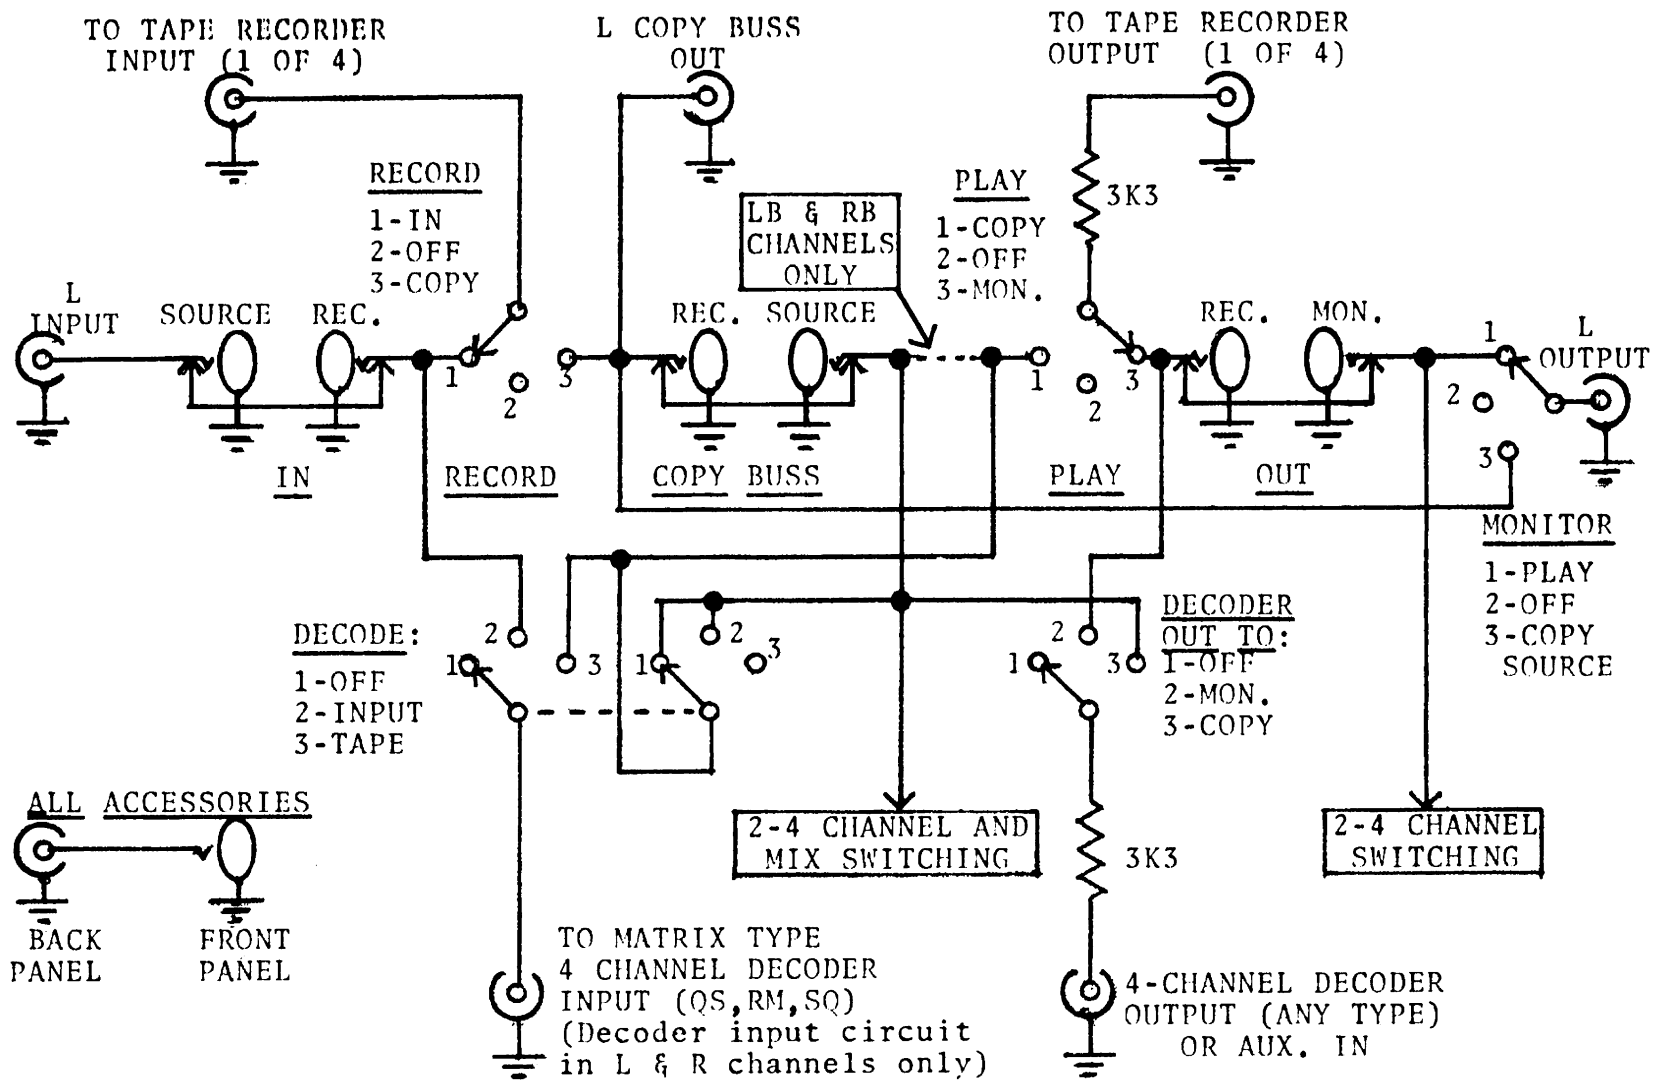 TO TAPE RECORDER
INPUT (1 OF 4)
L COPY BUSS
OUT
TO TAPE RECORDER
OUTPUT (1 OF 4)
RECORD
1-IN
2-OFF
3-COPY
LB & RB
CHANNELS
ONLY
PLAY
1-COPY
2-OFF
3-MON.
3K3
L
INPUT
SOURCE
REC.
1
2
3
REC.
SOURCE
1
2
3
REC.
MON.
1
2
3
L
OUTPUT
IN
RECORD
COPY BUSS
PLAY
OUT
MONITOR
1-PLAY
2-OFF
3-COPY
SOURCE
DECODE:
1-OFF
2-INPUT
3-TAPE
1
2
3
1
2
3
1
2
3
DECODER
OUT TO:
1-OFF
2-MON.
3-COPY
ALL ACCESSORIES
BACK
PANEL
FRONT
PANEL
2-4 CHANNEL AND
MIX SWITCHING
3K3
2-4 CHANNEL
SWITCHING
TO MATRIX TYPE
4 CHANNEL DECODER
INPUT (QS,RM,SQ)
(Decoder input circuit
in L & R channels only)
4-CHANNEL DECODER
OUTPUT (ANY TYPE)
OR AUX. IN